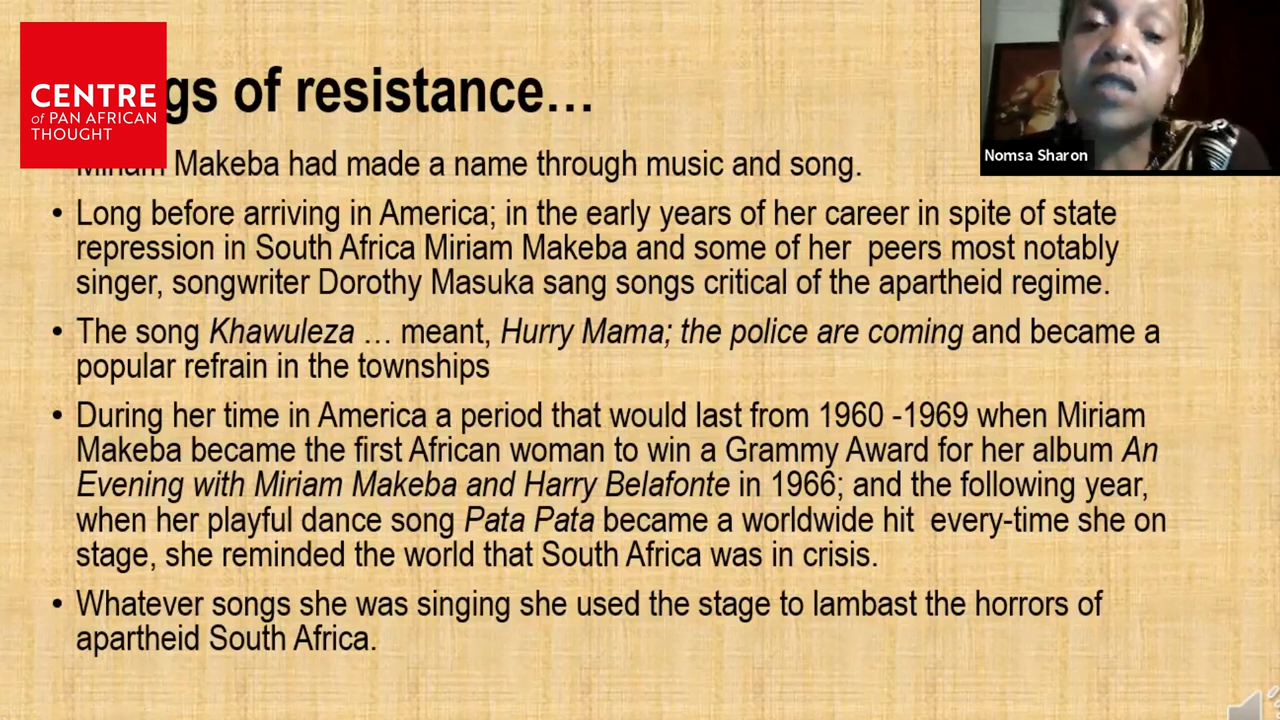 CENTRE
of PAN AFRICAN
THOUGHT
gs of resistance…
Miriam Makeba had made a name through music and song.
Nomsa Sharon
• Long before arriving in America; in the early years of her career in spite of state
repression in South Africa Miriam Makeba and some of her peers most notably
singer, songwriter Dorothy Masuka sang songs critical of the apartheid regime.
• The song Khawuleza … meant, Hurry Mama; the police are coming and became a
popular refrain in the townships
• During her time in America a period that would last from 1960 -1969 when Miriam
Makeba became the first African woman to win a Grammy Award for her album An
Evening with Miriam Makeba and Harry Belafonte in 1966; and the following year,
when her playful dance song Pata Pata became a worldwide hit every-time she on
stage, she reminded the world that South Africa was in crisis.
• Whatever songs she was singing she used the stage to lambast the horrors of
apartheid South Africa.